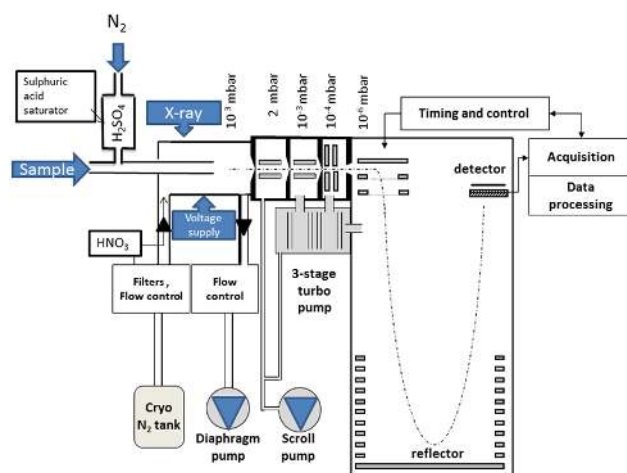 N₂
Sulphuric
acid
saturator
H₂SO₄
X-ray
10³ mbar
2 mbar
10⁻³ mbar
10⁻⁴ mbar
10⁻⁶ mbar
Timing and control
Sample
detector
Acquisition
Data
processing
Voltage
supply
HNO₃
Filters,
Flow control
Flow
control
3-stage
turbo
pump
Cryo
N₂ tank
Diaphragm
pump
Scroll
pump
reflector